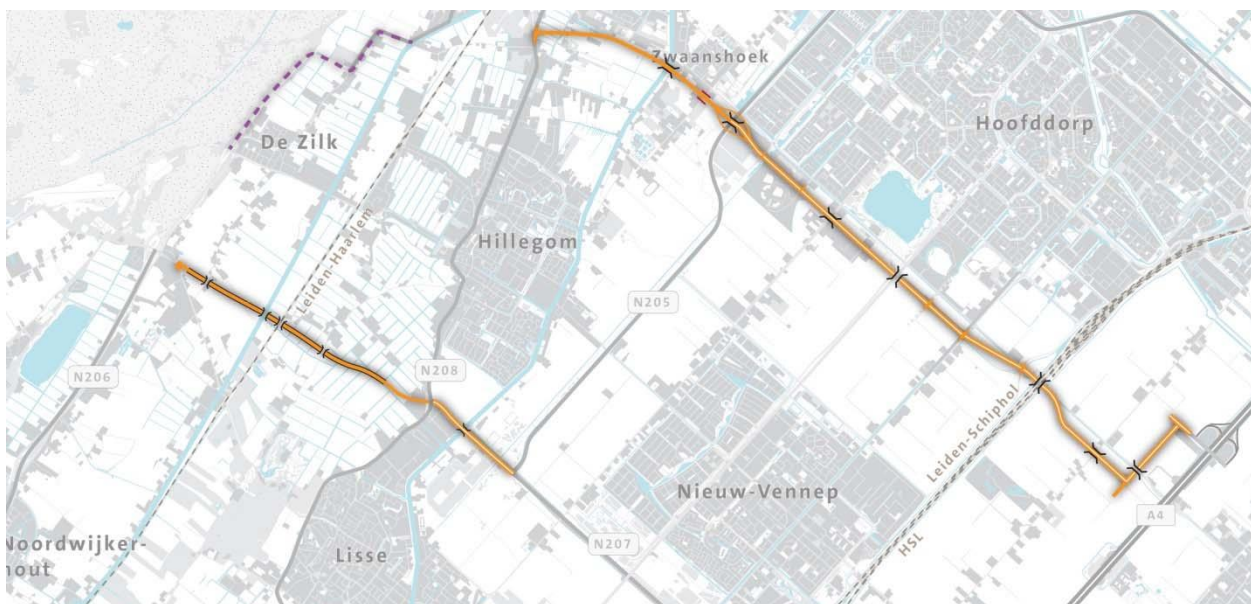 Zwaanshoek
Hoofddorp
De Zilk
Hillegom
Leiden-Haarlem
N205
N206
N208
Leiden-Schiphol
Nieuw-Vennep
A4
N207
HSL
Lisse
Noordwijker-
hout